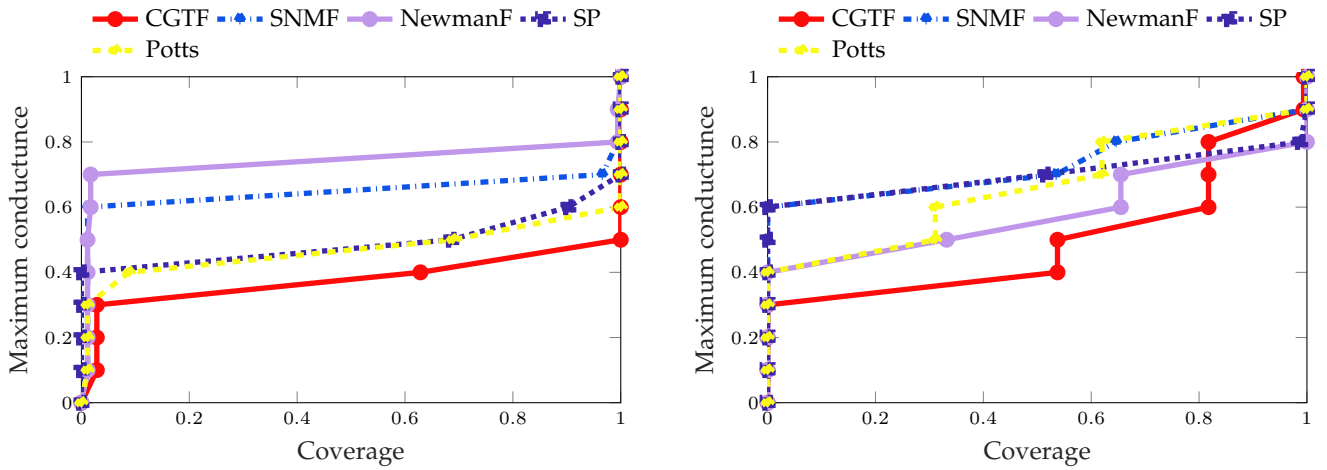 CGTF SNMF NewmanF SP
Potts
1
0.8
0.6
0.4
0.2
0
0 0.2 0.4 0.6 0.8 1
Maximum conductunce
Coverage
CGTF SNMF NewmanF SP
Potts
1
0.8
0.6
0.4
0.2
0
0 0.2 0.4 0.6 0.8 1
Maximum conductance
Coverage